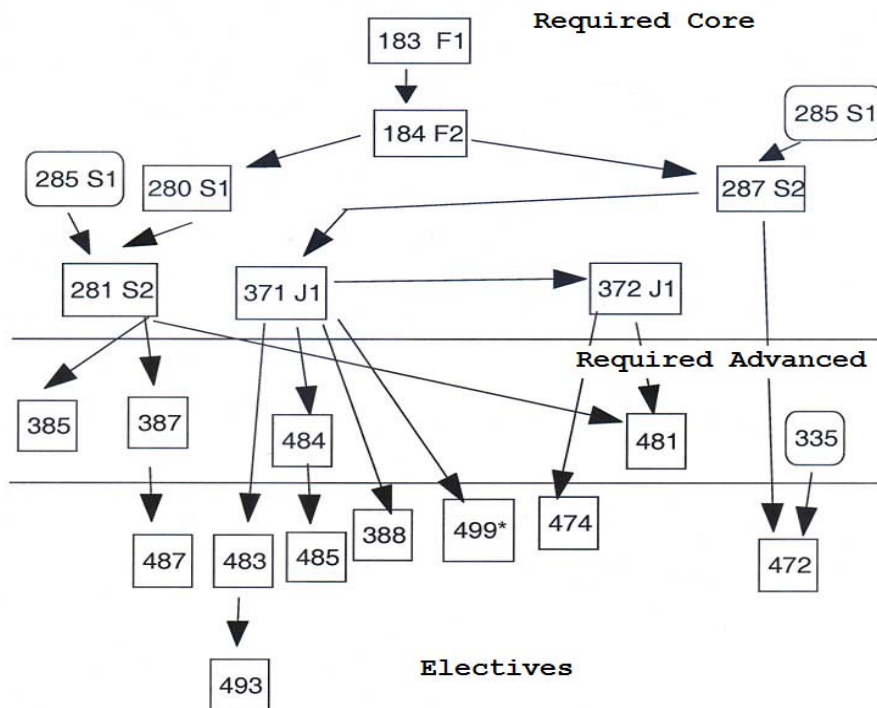 Required Core
183 F1
184 F2
285 S1
285 S1
280 S1
287 S2
281 S2
371 J1
372 J1
Required Advanced
385
387
484
481
335
487
483
485
388
499*
474
472
493
Electives